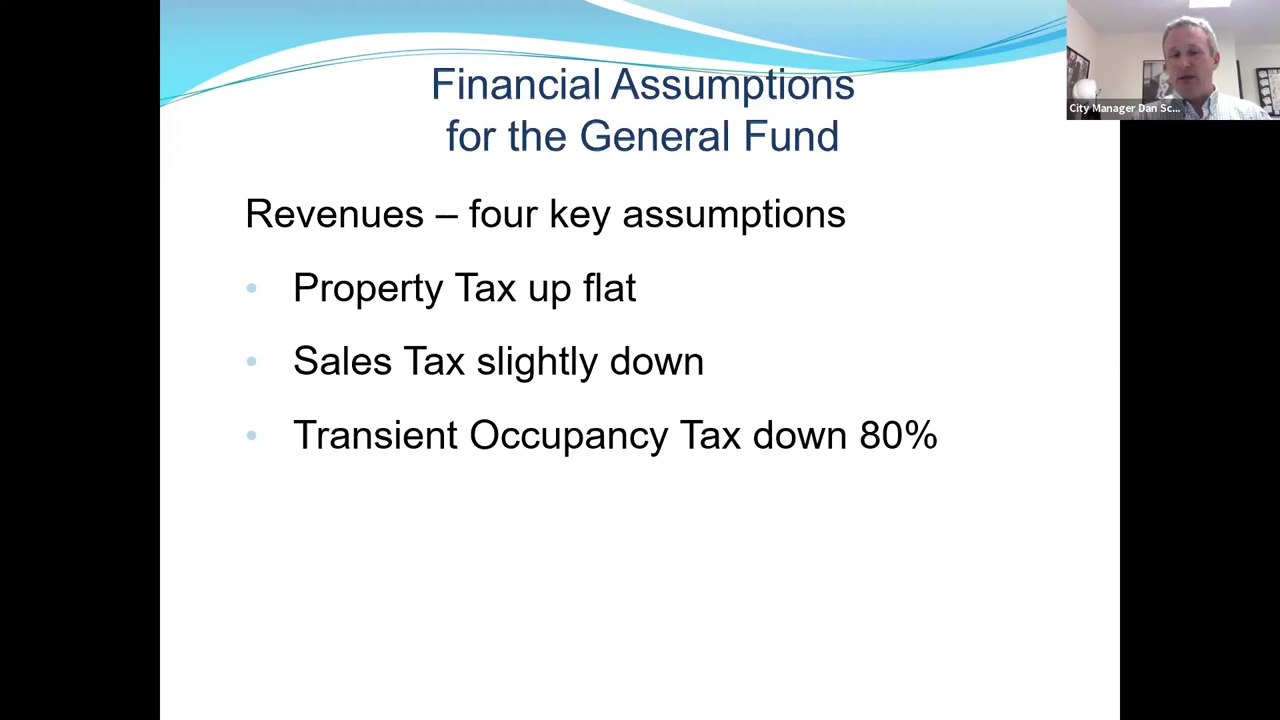 Financial Assumptions
for the General Fund
City Manager Dan Sc...
Revenues – four key assumptions
• Property Tax up flat
• Sales Tax slightly down
• Transient Occupancy Tax down 80%